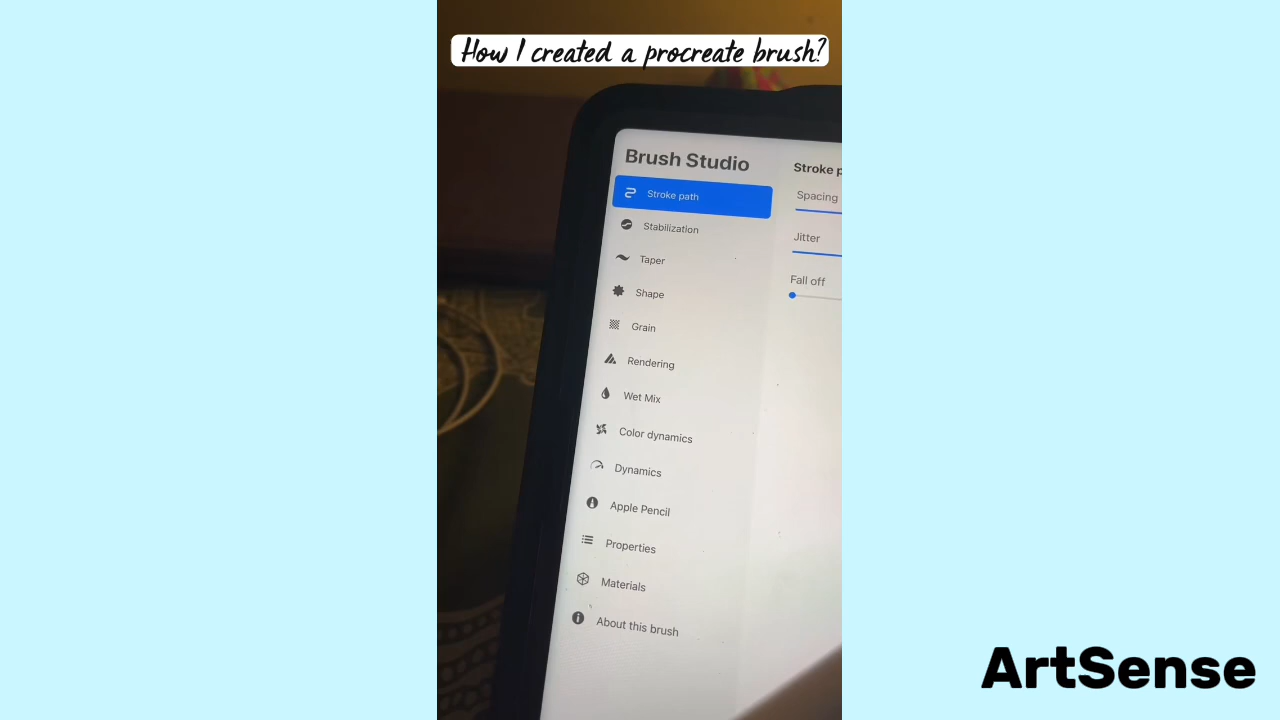 How I created a procreate brush?
Brush Studio
Stroke path
Stabilization
Taper
Shape
Grain
Rendering
Wet Mix
Color dynamics
Dynamics
Apple Pencil
Properties
Materials
About this brush
Stroke p
Spacing
Jitter
Fall off
ArtSense